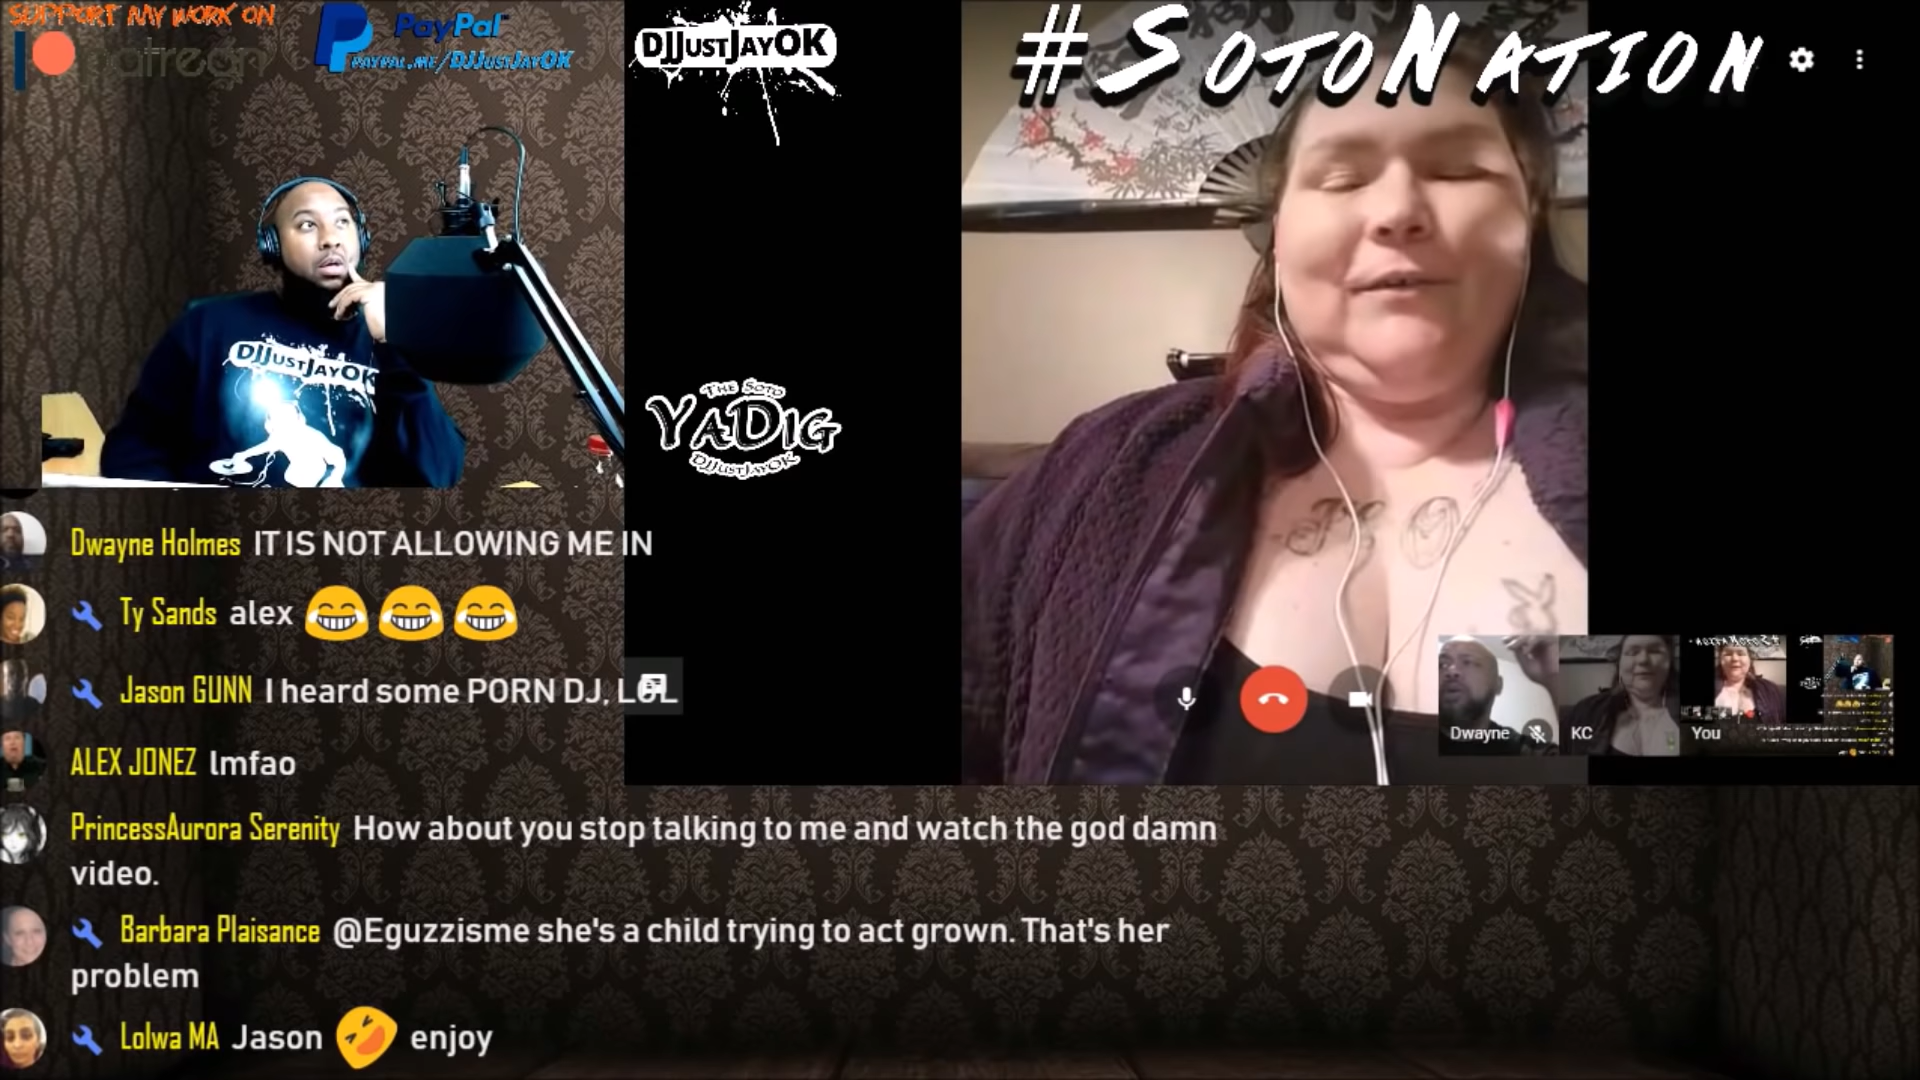 SUPPORT MY WORK ON
patreon
PayPal
PAYPAL.ME/DJJUSTJAYOK
DJJUSTJAYOK
#SOTONATION
DJJUSTJAYOK
THE SOTO
YADIG
DJJUSTJAYOK
Dwayne Holmes IT IS NOT ALLOWING ME IN
Ty Sands alex 😂😂😂
Jason GUNN I heard some PORN DJ, LOL
ALEX JONEZ lmfao
PrincessAurora Serenity How about you stop talking to me and watch the god damn
video.
Barbara Plaisance @Eguzzisme she's a child trying to act grown. That's her
problem
Lolwa MA Jason 🤣 enjoy
Dwayne
KC
You